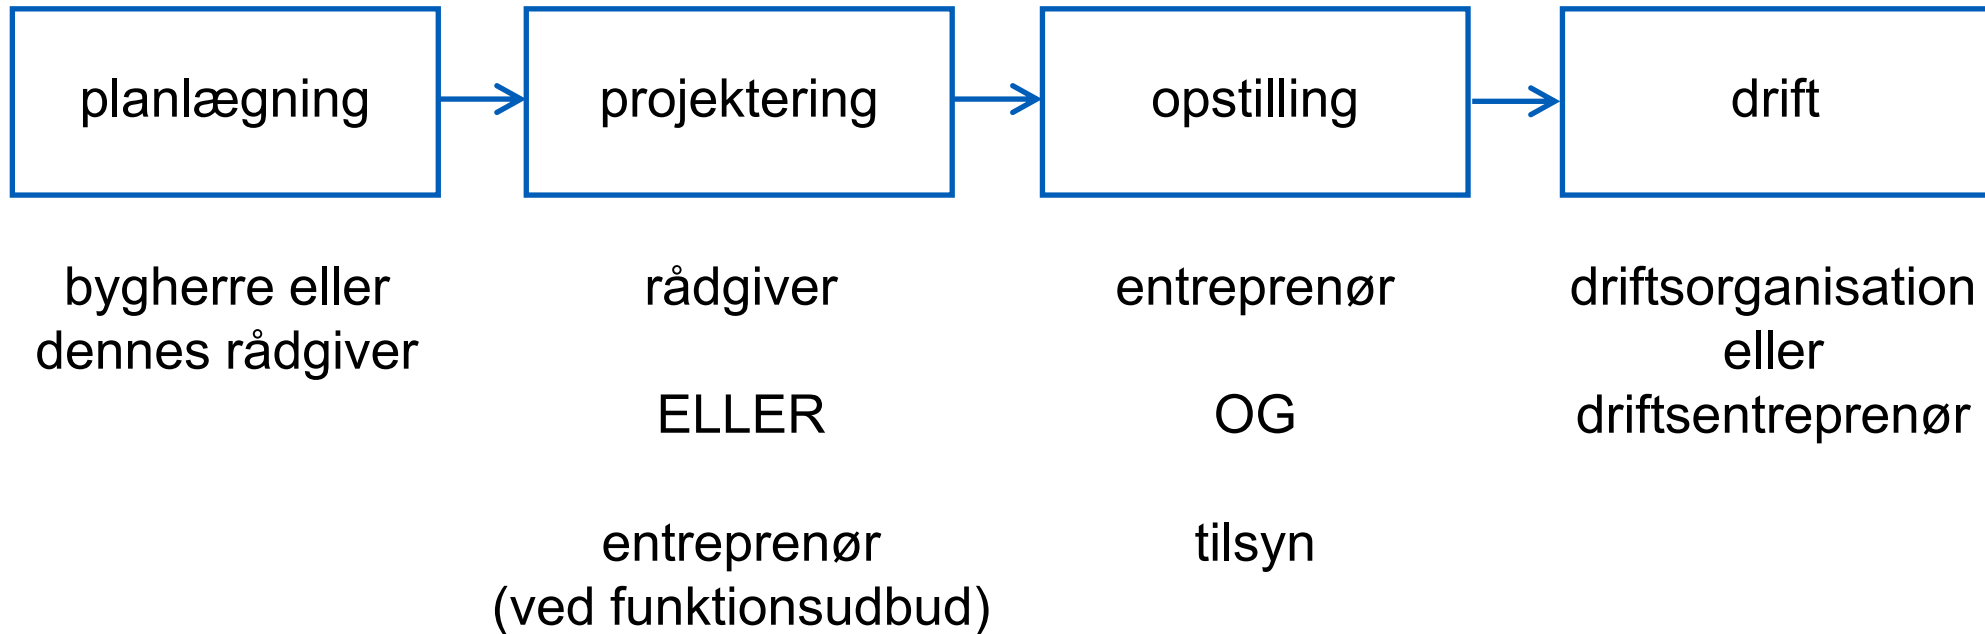 planlægning
projektering
opstilling
drift
bygherre eller
dennes rådgiver
rådgiver
ELLER
entreprenør
(ved funktionsudbud)
entreprenør
OG
tilsyn
driftsorganisation
eller
driftsentreprenør